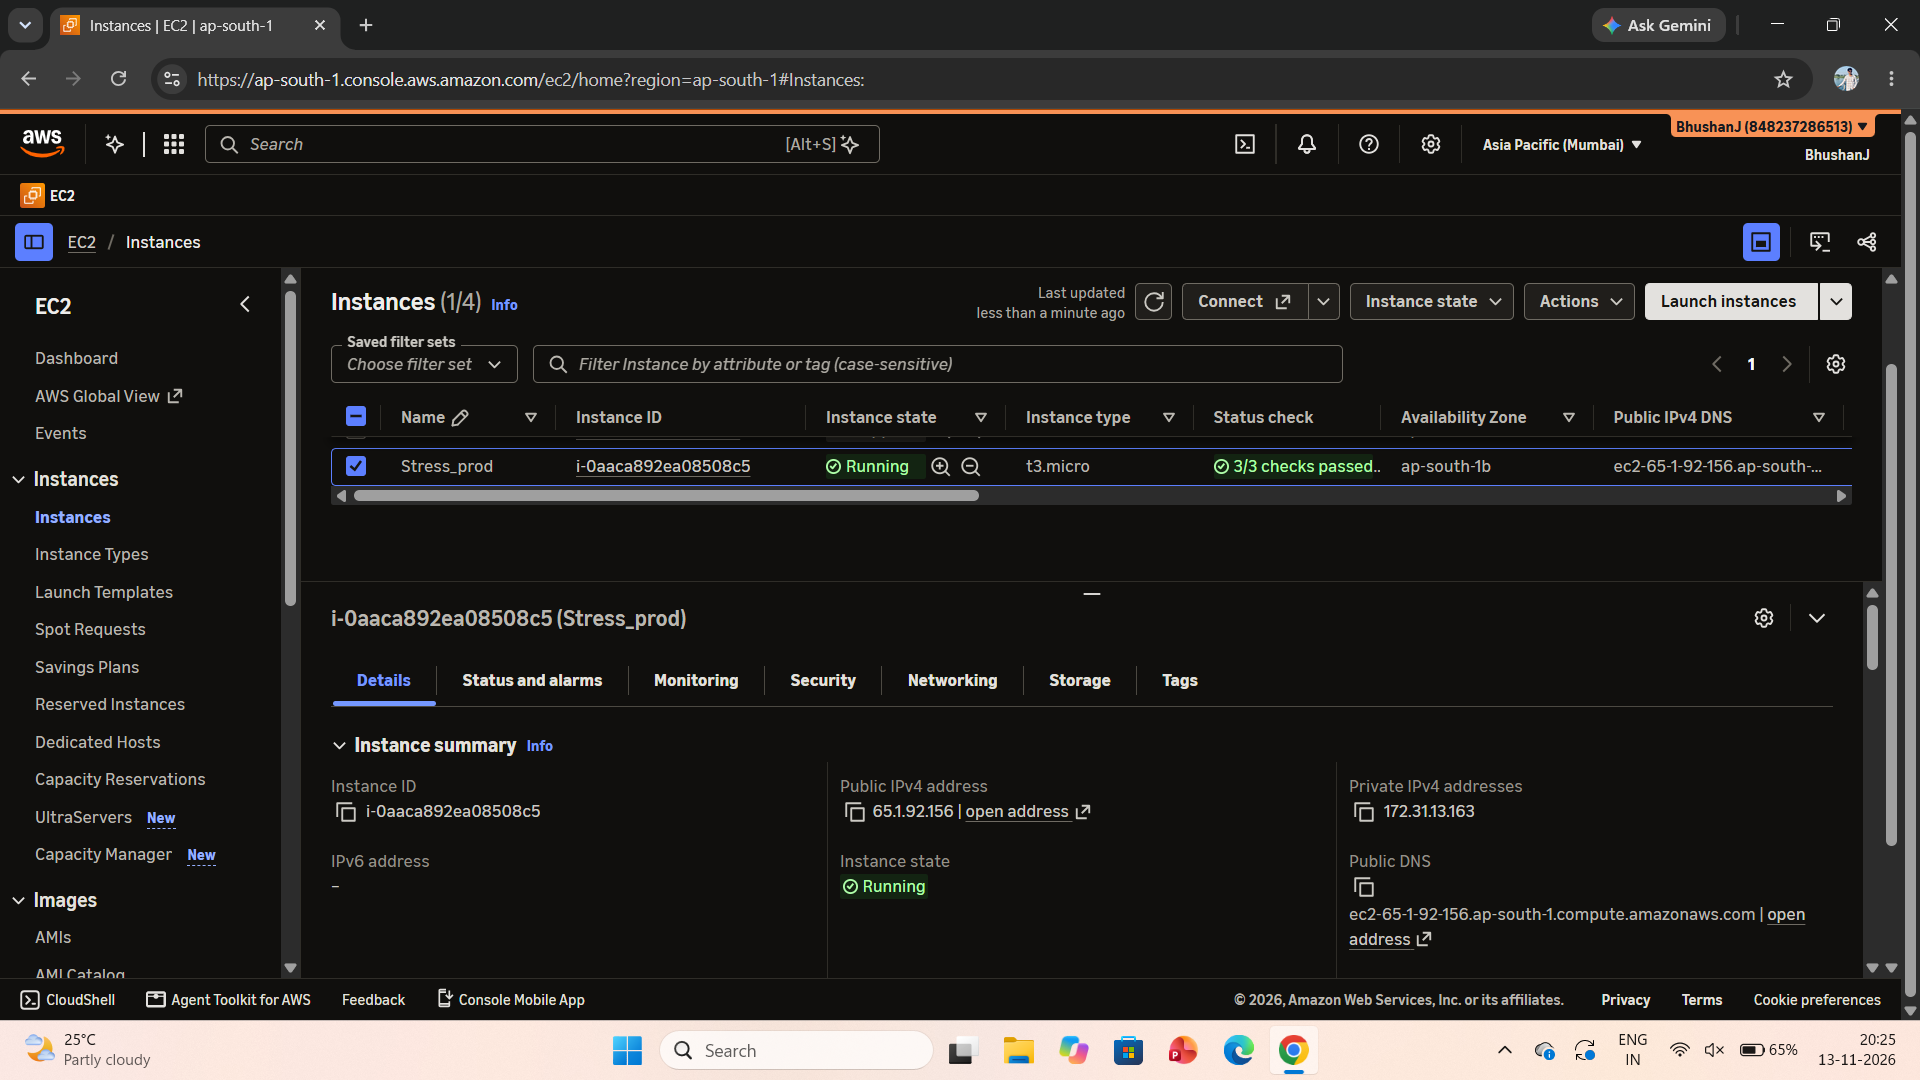 Instances | EC2 | ap-south-1
Ask Gemini
https://ap-south-1.console.aws.amazon.com/ec2/home?region=ap-south-1#Instances:
aws
Search
[Alt+S]
Asia Pacific (Mumbai)
BhushanJ (848237286513)
BhushanJ
EC2
EC2 / Instances
EC2
Dashboard
AWS Global View
Events
Instances
Instances
Instance Types
Launch Templates
Spot Requests
Savings Plans
Reserved Instances
Dedicated Hosts
Capacity Reservations
UltraServers New
Capacity Manager New
Images
AMIs
AMI Catalog
Instances (1/4) Info
Last updated
less than a minute ago
Connect
Instance state
Actions
Launch instances
Saved filter sets
Choose filter set
Filter Instance by attribute or tag (case-sensitive)
1
Name Instance ID Instance state Instance type Status check Availability Zone Public IPv4 DNS
Stress_prod i-0aaca892ea08508c5 Running t3.micro 3/3 checks passed.. ap-south-1b ec2-65-1-92-156.ap-south-...
i-0aaca892ea08508c5 (Stress_prod)
Details Status and alarms Monitoring Security Networking Storage Tags
Instance summary Info
Instance ID
i-0aaca892ea08508c5
Public IPv4 address
65.1.92.156 | open address
Private IPv4 addresses
172.31.13.163
IPv6 address
–
Instance state
Running
Public DNS
ec2-65-1-92-156.ap-south-1.compute.amazonaws.com | open
address
CloudShell Agent Toolkit for AWS Feedback Console Mobile App
© 2026, Amazon Web Services, Inc. or its affiliates. Privacy Terms Cookie preferences
25°C
Partly cloudy
Search
ENG
IN
65%
20:25
13-11-2026